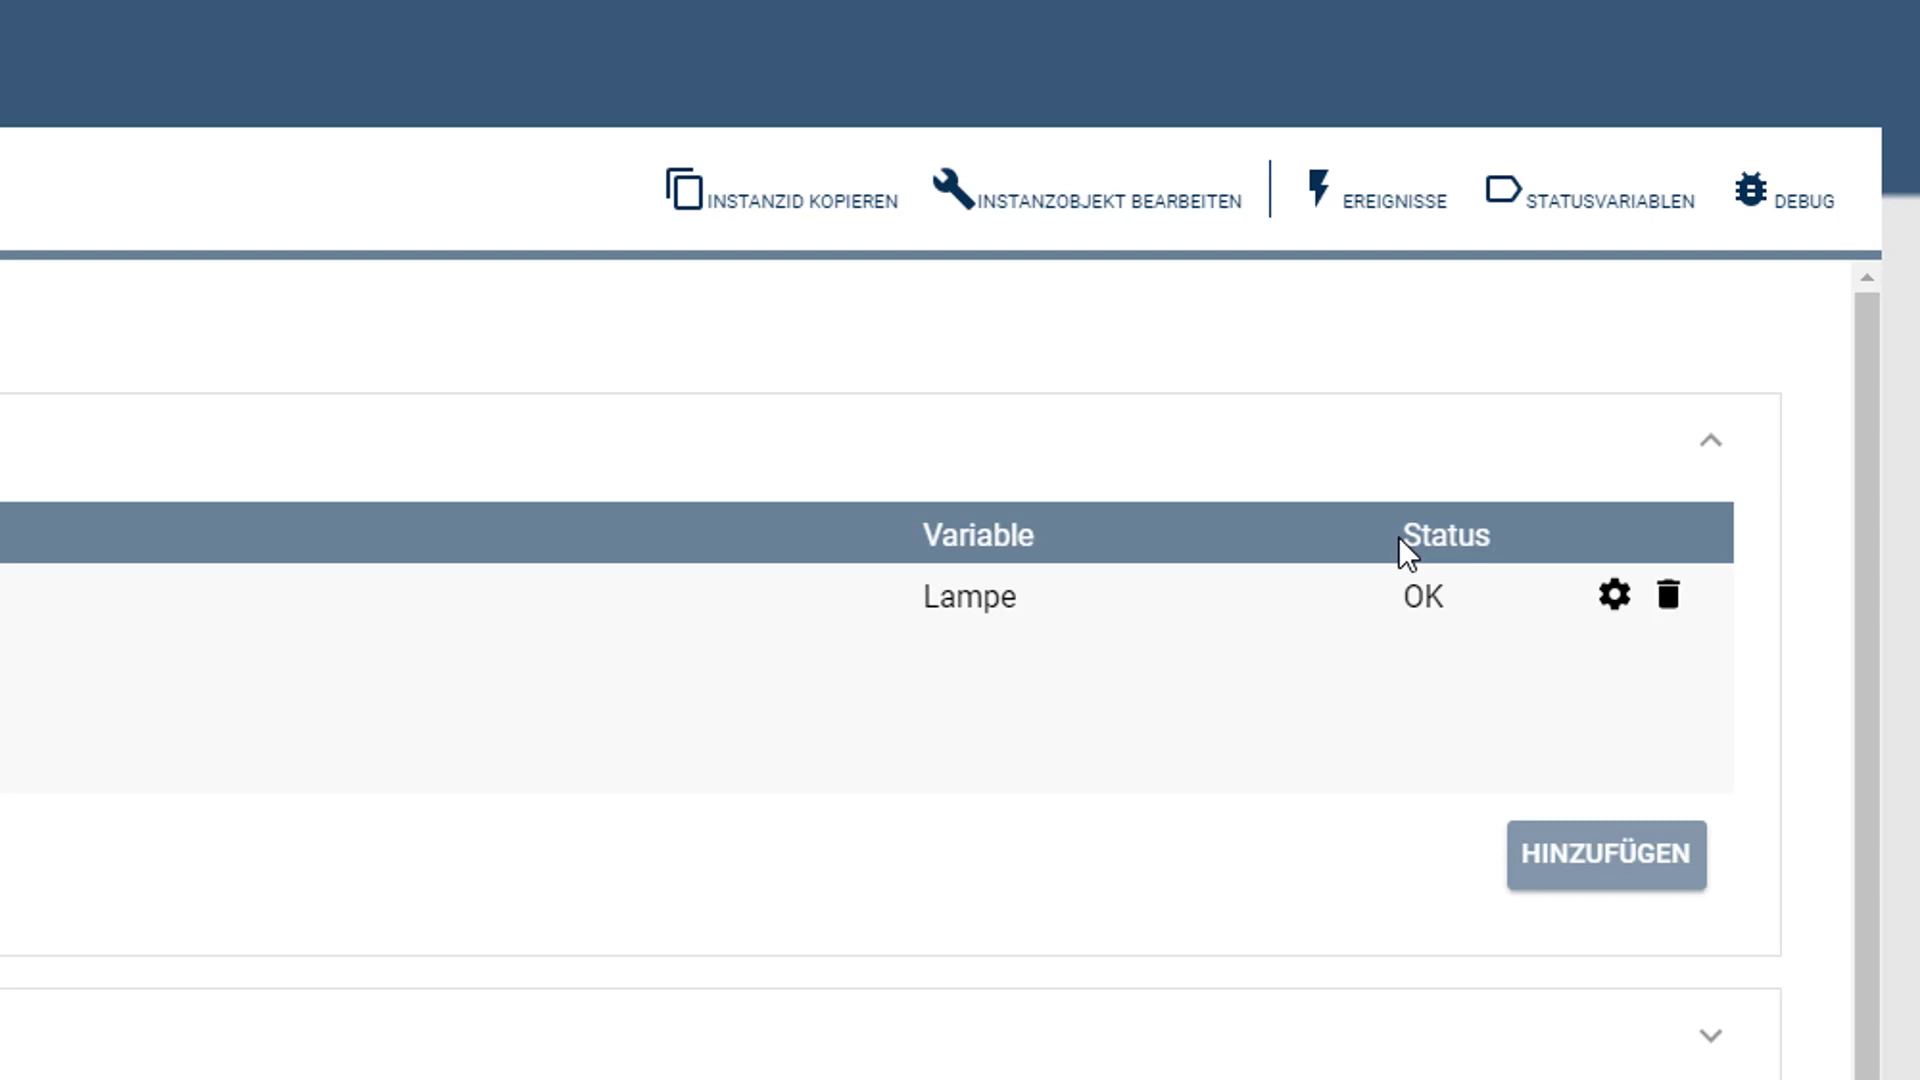 INSTANZID KOPIEREN INSTANZOBJEKT BEARBEITEN EREIGNISSE STATUSVARIABLEN DEBUG
Variable Status
Lampe OK
HINZUFÜGEN